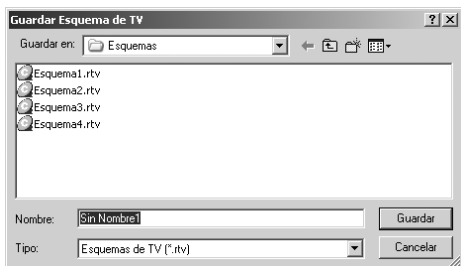 Guardar Esquema de TV
Guardar en: Esquemas
Esquema1.rtv
Esquema2.rtv
Esquema3.rtv
Esquema4.rtv
Nombre: Sin Nombre1 Guardar
Tipo: Esquemas de TV (*.rtv) Cancelar